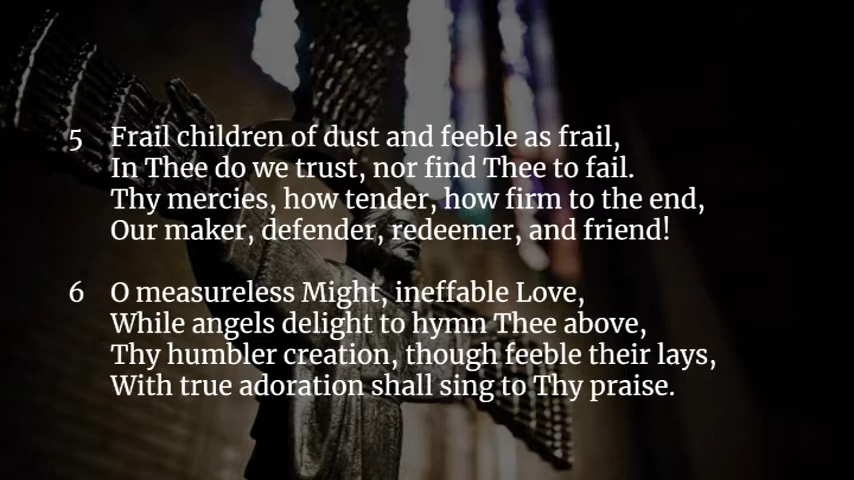 5 Frail children of dust and feeble as frail,
In Thee do we trust, nor find Thee to fail.
Thy mercies, how tender, how firm to the end,
Our maker, defender, redeemer, and friend!
6 O measureless Might, ineffable Love,
While angels delight to hymn Thee above,
Thy humbler creation, though feeble their lays,
With true adoration shall sing to Thy praise.